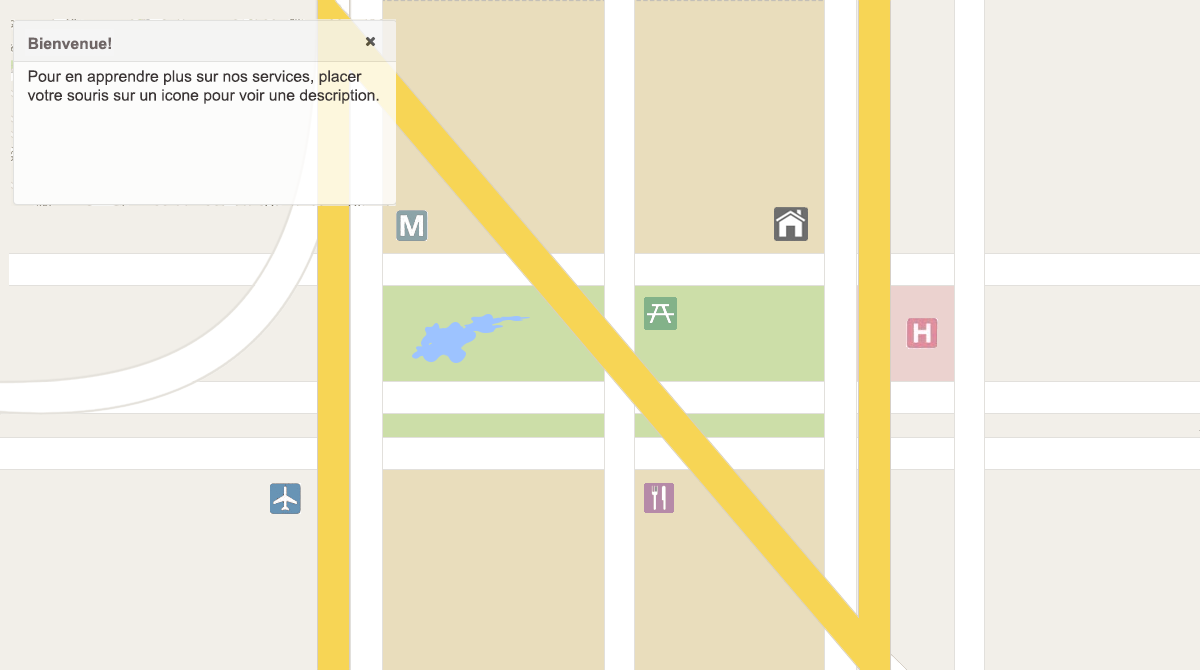 Bienvenue!
Pour en apprendre plus sur nos services, placer
votre souris sur un icone pour voir une description.
M
H